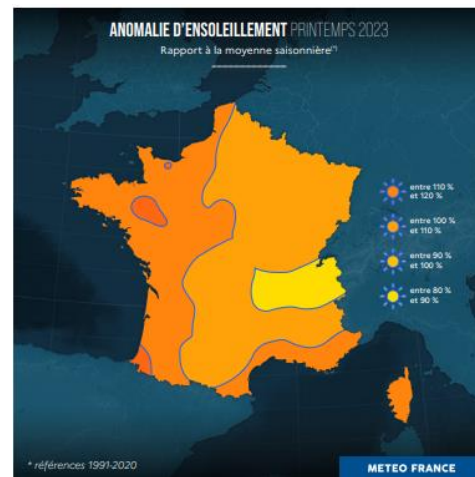 ANOMALIE D'ENSOLEILLEMENT PRINTEMPS 2023
Rapport à la moyenne saisonnière(*)
entre 110 %
et 120 %
entre 100 %
et 110 %
entre 90 %
et 100 %
entre 80 %
et 90 %
* références 1991-2020
METEO FRANCE